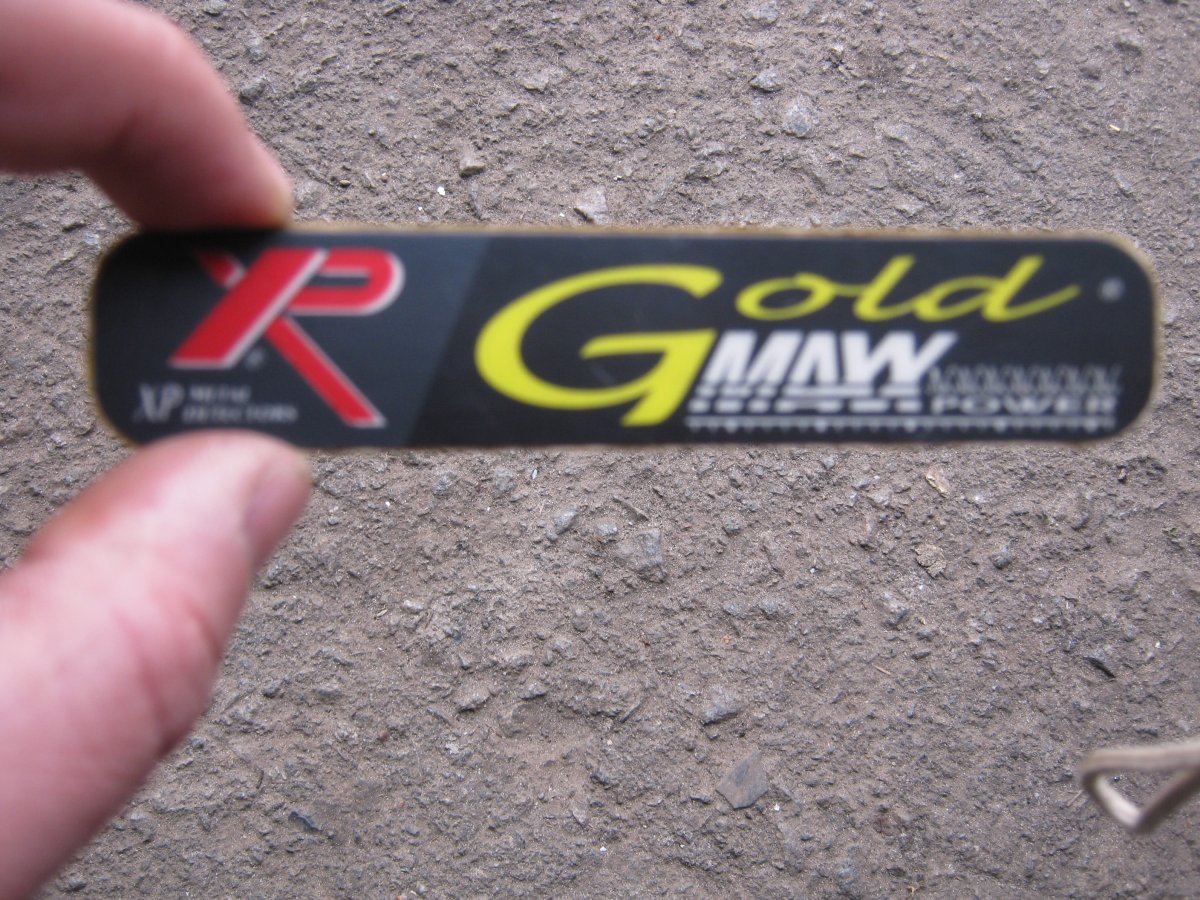 XP
XP METAL
DETECTORS
Gold
MAXX
POWER